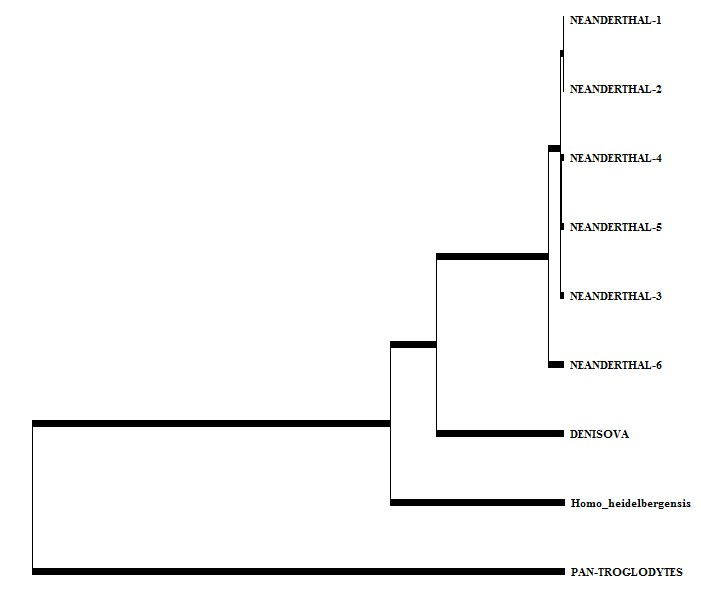 NEANDERTHAL-1
NEANDERTHAL-2
NEANDERTHAL-4
NEANDERTHAL-5
NEANDERTHAL-3
NEANDERTHAL-6
DENISOVA
Homo_heidelbergensis
PAN-TROGLODYTES